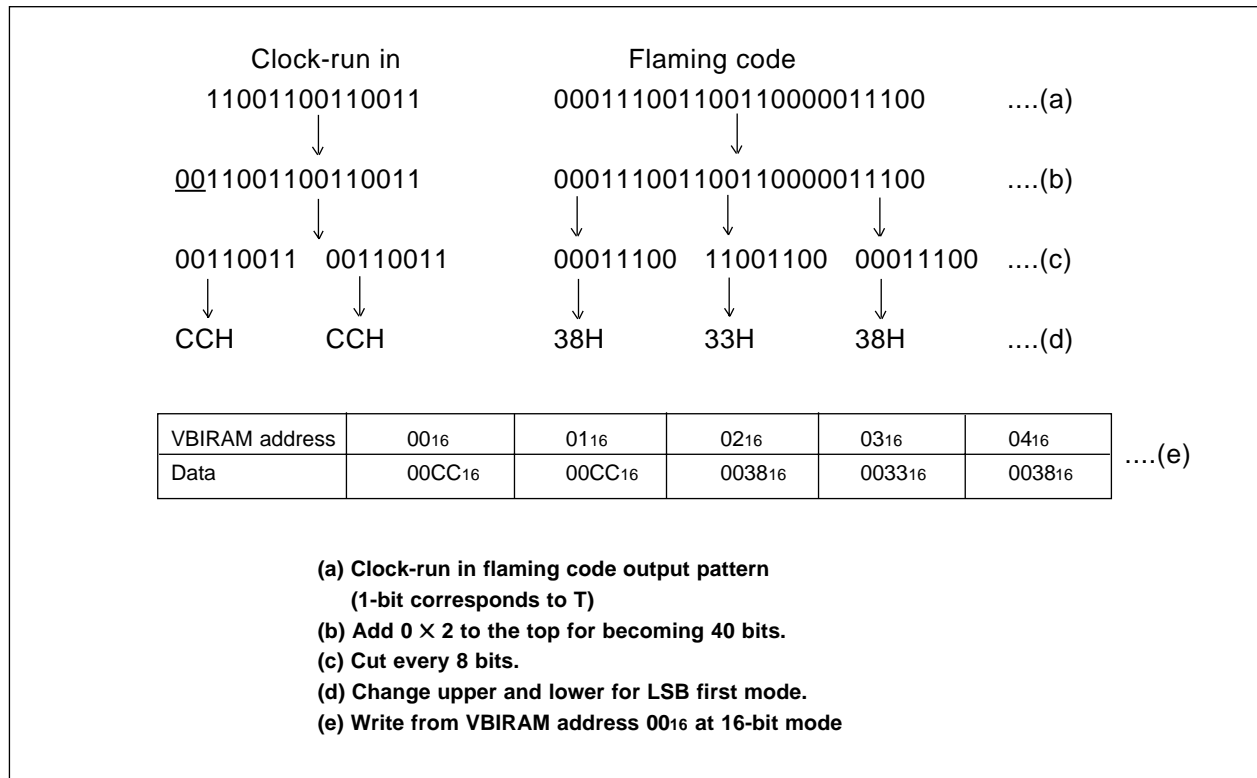 Clock-run in Flaming code
11001100110011 000111001100110000011100 ....(a)
0011001100110011 000111001100110000011100 ....(b)
00110011 00110011 00011100 11001100 00011100 ....(c)
CCH CCH 38H 33H 38H ....(d)
VBIRAM address 0016 0116 0216 0316 0416
Data 00CC16 00CC16 003816 003316 003816 ....(e)
(a) Clock-run in flaming code output pattern
(1-bit corresponds to T)
(b) Add 0 × 2 to the top for becoming 40 bits.
(c) Cut every 8 bits.
(d) Change upper and lower for LSB first mode.
(e) Write from VBIRAM address 0016 at 16-bit mode